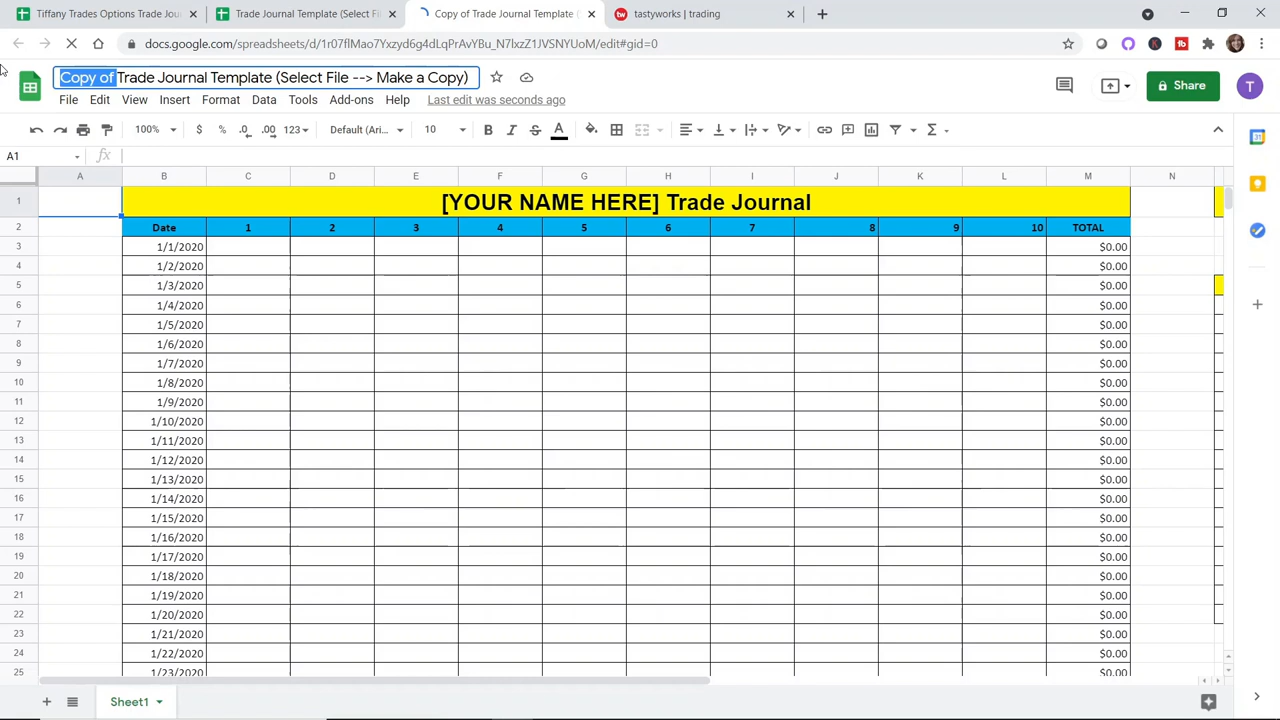 Tiffany Trades Options Trade Jour
Trade Journal Template (Select Fi
Copy of Trade Journal Template (
tastyworks | trading
docs.google.com/spreadsheets/d/1r07flMao7Yxzyd6g4dLqPrAvYBu_N7lxzZ1l3VSNYUoM/edit#gid=0
Copy of Trade Journal Template (Select File --> Make a Copy)
Share
T
File Edit View Insert Format Data Tools Add-ons Help Last edit was seconds ago
100% $ % .0 .00 123 Default (Ari... 10 B I S A
A1 fx
A B C D E F G H I J K L M N
1 [YOUR NAME HERE] Trade Journal
2 Date 1 2 3 4 5 6 7 8 9 10 TOTAL
3 1/1/2020 $0.00
4 1/2/2020 $0.00
5 1/3/2020 $0.00
6 1/4/2020 $0.00
7 1/5/2020 $0.00
8 1/6/2020 $0.00
9 1/7/2020 $0.00
10 1/8/2020 $0.00
11 1/9/2020 $0.00
12 1/10/2020 $0.00
13 1/11/2020 $0.00
14 1/12/2020 $0.00
15 1/13/2020 $0.00
16 1/14/2020 $0.00
17 1/15/2020 $0.00
18 1/16/2020 $0.00
19 1/17/2020 $0.00
20 1/18/2020 $0.00
21 1/19/2020 $0.00
22 1/20/2020 $0.00
23 1/21/2020 $0.00
24 1/22/2020 $0.00
25 1/23/2020 $0.00
Sheet1